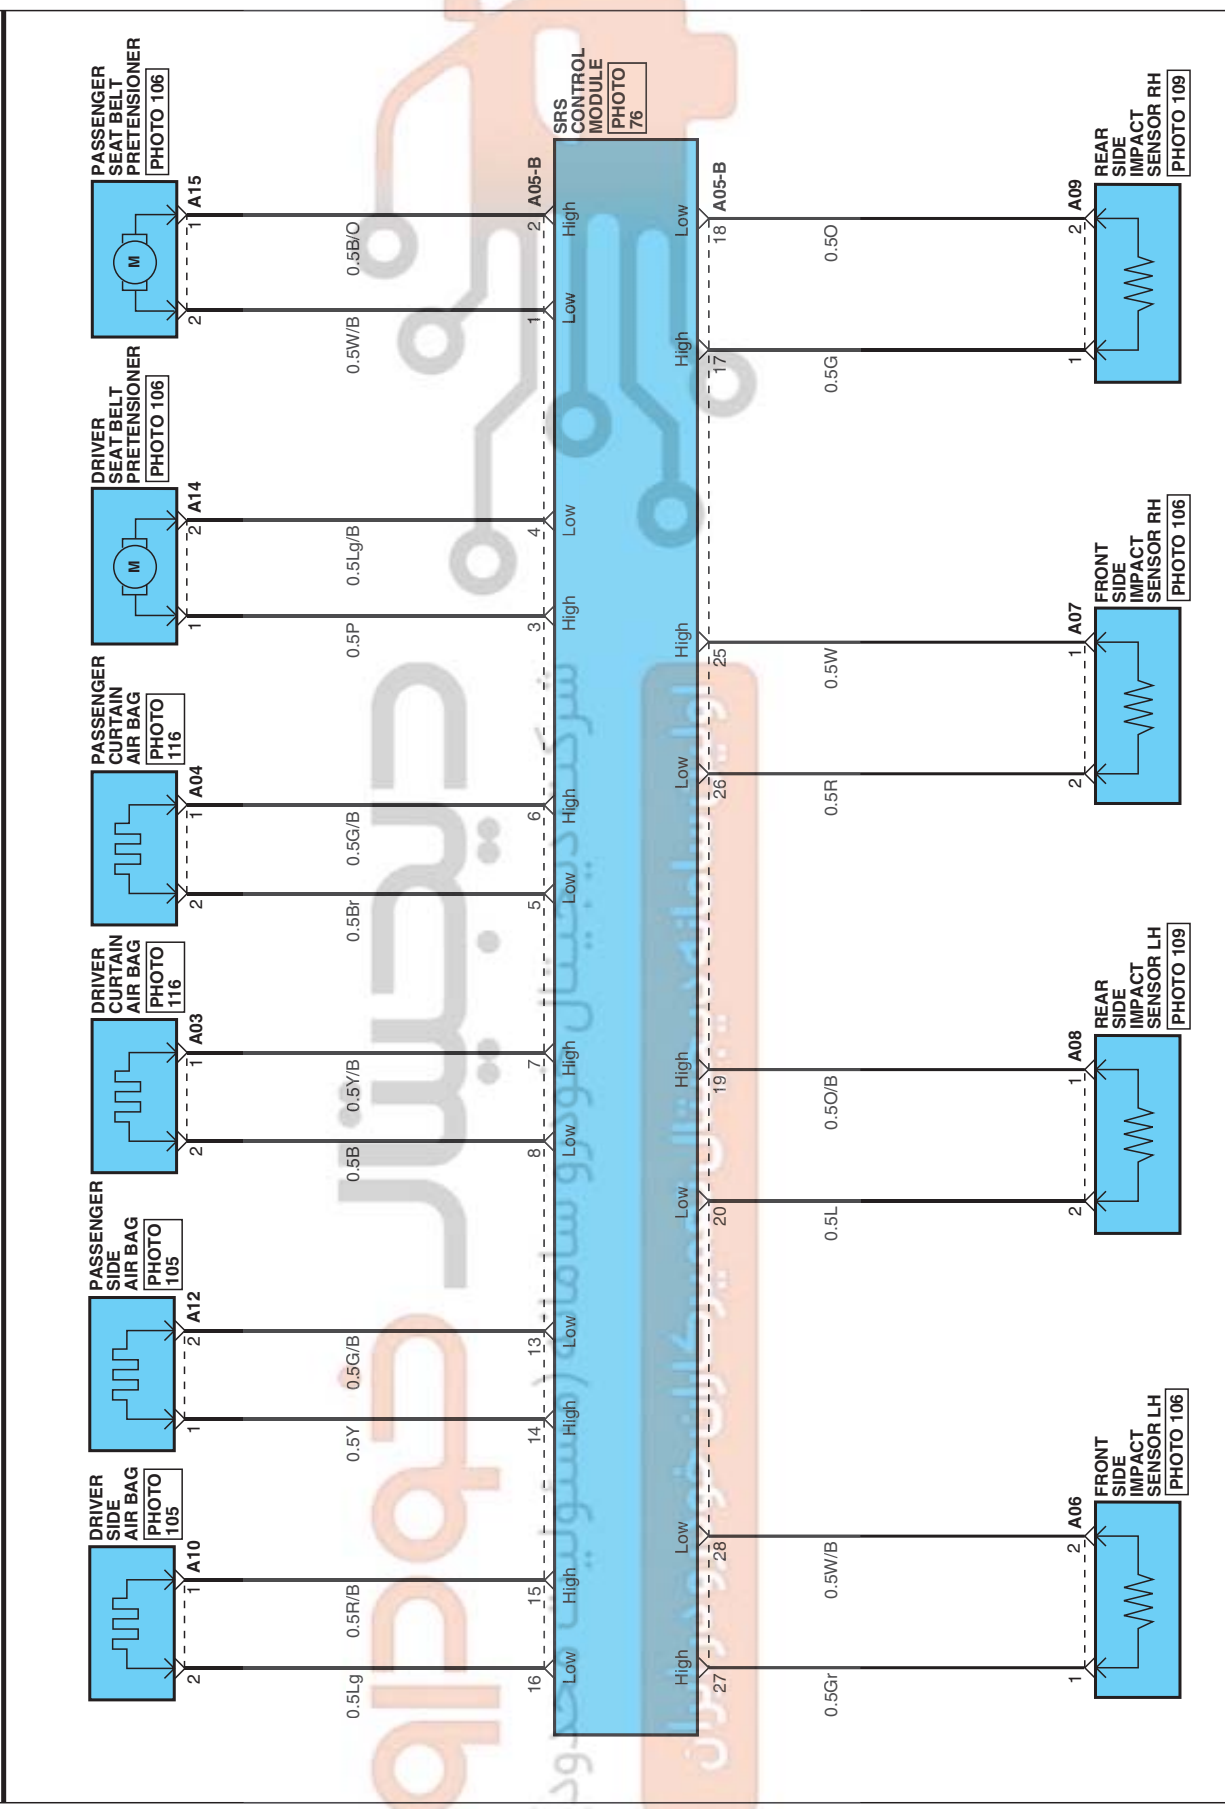 DRIVER
SIDE
AIR BAG
PHOTO
105
A10
2
1
0.5Lg
0.5R/B
16
15
Low
High
PASSENGER
SIDE
AIR BAG
PHOTO
105
A12
1
2
0.5Y
0.5G/B
14
13
High
Low
DRIVER
CURTAIN
AIR BAG
PHOTO
116
A03
2
1
0.5B
0.5Y/B
8
7
Low
High
PASSENGER
CURTAIN
AIR BAG
PHOTO
116
A04
2
1
0.5Br
0.5G/B
5
6
Low
High
DRIVER
SEAT BELT
PRETENSIONER
PHOTO 106
M
A14
1
2
0.5P
0.5Lg/B
3
4
High
Low
PASSENGER
SEAT BELT
PRETENSIONER
PHOTO 106
M
A15
2
1
0.5W/B
0.5B/O
1
2
A05-B
Low
High
SRS
CONTROL
MODULE
PHOTO
76
High
Low
27
28
0.5Gr
0.5W/B
1
2
A06
FRONT
SIDE
IMPACT
SENSOR LH
PHOTO 106
Low
High
20
19
0.5L
0.5O/B
2
1
A08
REAR
SIDE
IMPACT
SENSOR LH
PHOTO 109
Low
High
26
25
0.5R
0.5W
2
1
A07
FRONT
SIDE
IMPACT
SENSOR RH
PHOTO 106
High
Low
17
18
A05-B
0.5G
0.5O
1
2
A09
REAR
SIDE
IMPACT
SENSOR RH
PHOTO 109
شرکت دیجیتال خودرو سامانه (مسئولیت محدود